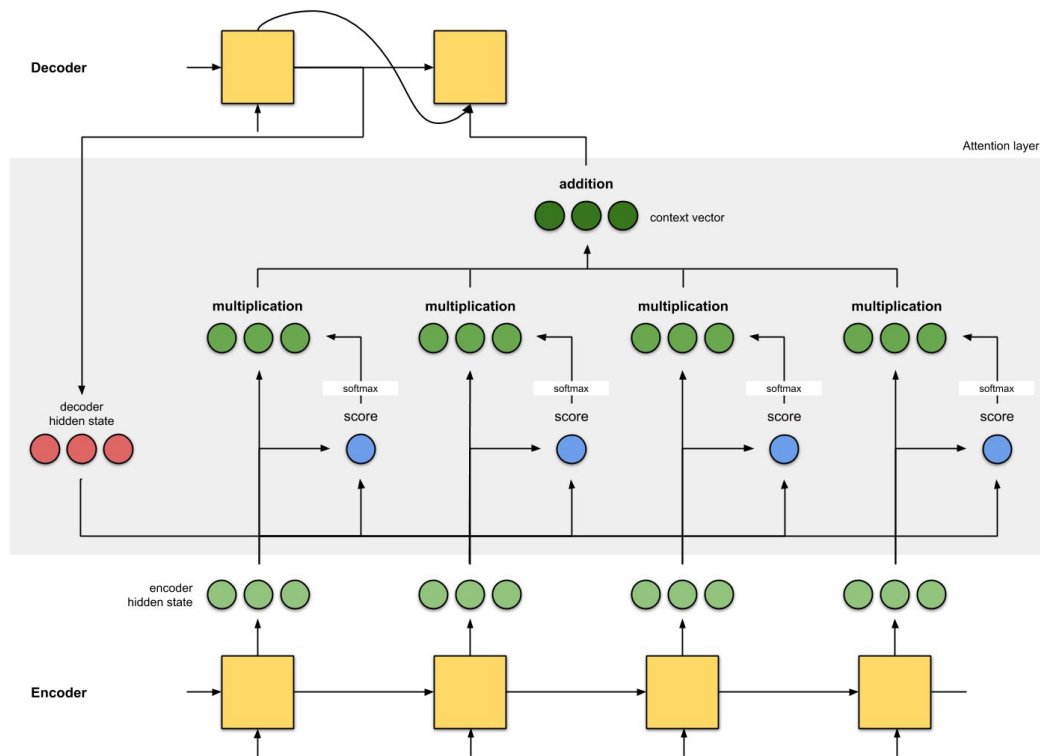 Decoder
Attention layer
addition
context vector
multiplication
multiplication
multiplication
multiplication
softmax
softmax
softmax
softmax
decoder
hidden state
score
score
score
score
encoder
hidden state
Encoder